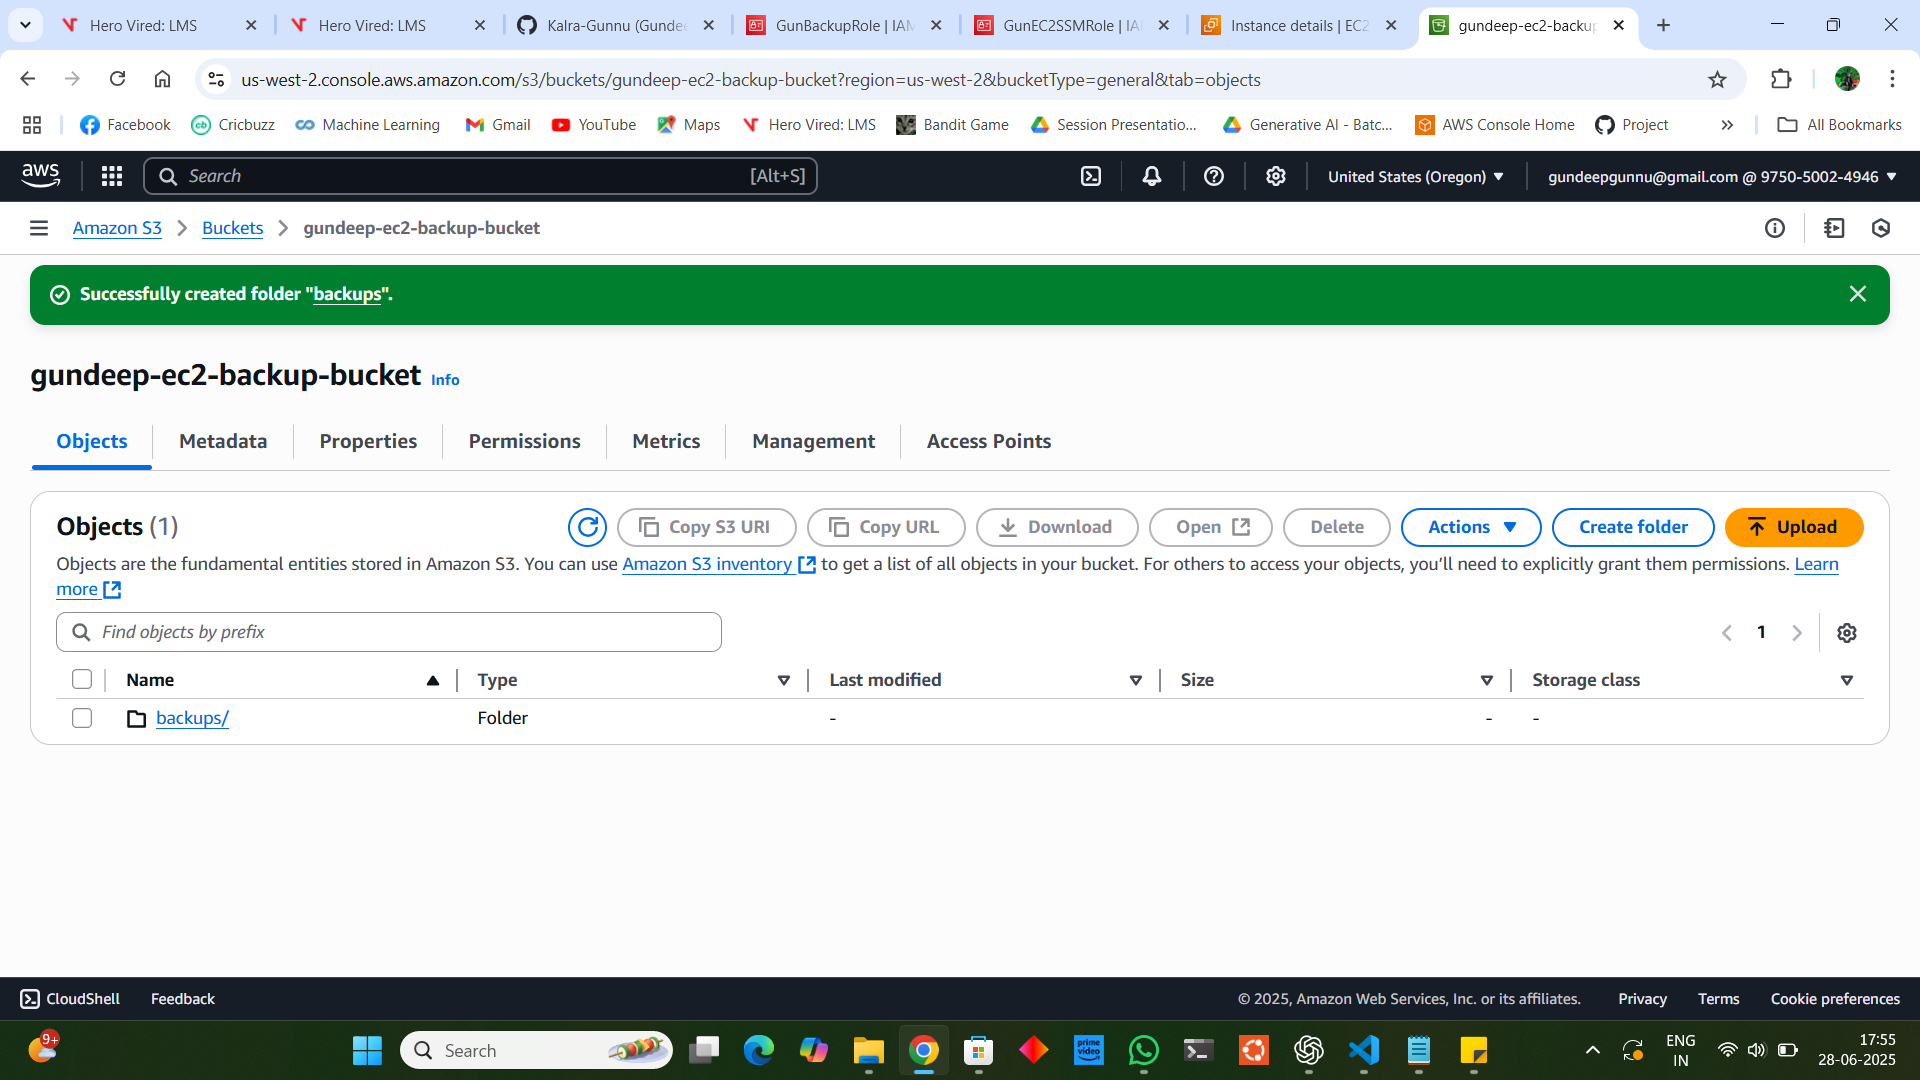 Hero Vired: LMS
Hero Vired: LMS
Kalra-Gunnu (Gundee
GunBackupRole | IAM
GunEC2SSMRole | IA
Instance details | EC2
gundeep-ec2-backup
us-west-2.console.aws.amazon.com/s3/buckets/gundeep-ec2-backup-bucket?region=us-west-2&bucketType=general&tab=objects
Facebook
Cricbuzz
Machine Learning
Gmail
YouTube
Maps
Hero Vired: LMS
Bandit Game
Session Presentatio...
Generative AI - Batc...
AWS Console Home
Project
All Bookmarks
aws
Search
[Alt+S]
United States (Oregon)
gundeepgunnu@gmail.com @ 9750-5002-4946
Amazon S3
Buckets
gundeep-ec2-backup-bucket
Successfully created folder "backups".
gundeep-ec2-backup-bucket Info
Objects
Metadata
Properties
Permissions
Metrics
Management
Access Points
Objects (1)
Copy S3 URI
Copy URL
Download
Open
Delete
Actions
Create folder
Upload
Objects are the fundamental entities stored in Amazon S3. You can use Amazon S3 inventory to get a list of all objects in your bucket. For others to access your objects, you’ll need to explicitly grant them permissions. Learn
more
Find objects by prefix
1
Name
Type
Last modified
Size
Storage class
backups/
Folder
-
-
-
CloudShell
Feedback
© 2025, Amazon Web Services, Inc. or its affiliates.
Privacy
Terms
Cookie preferences
9+
Search
prime video
ENG
IN
17:55
28-06-2025